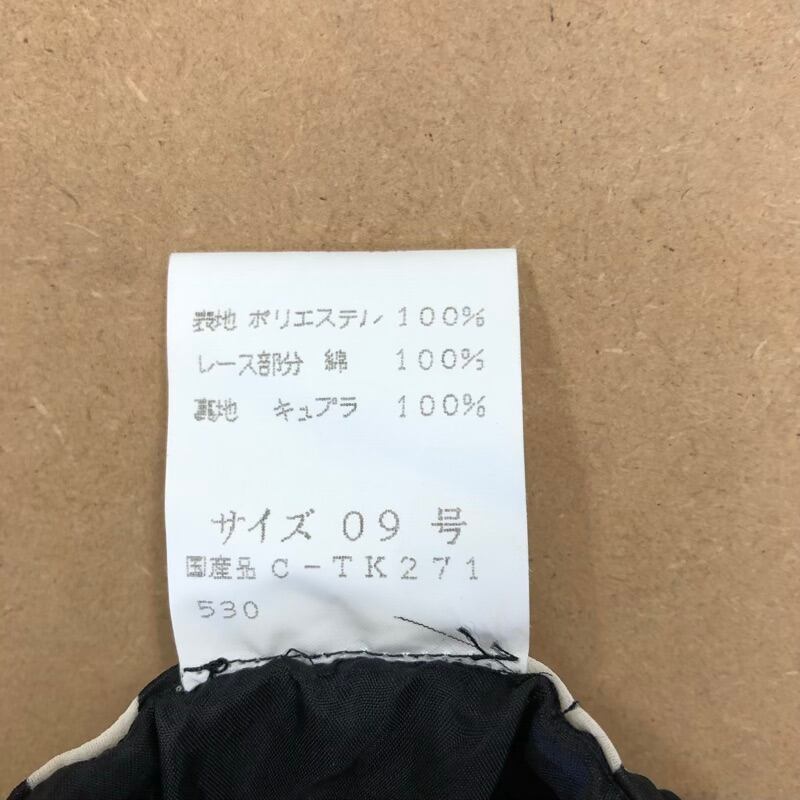 表地 ポリエステル 100%
レース部分 綿 100%
裏地 キュプラ 100%
サイズ 09 号
国産品 C-TK271
530